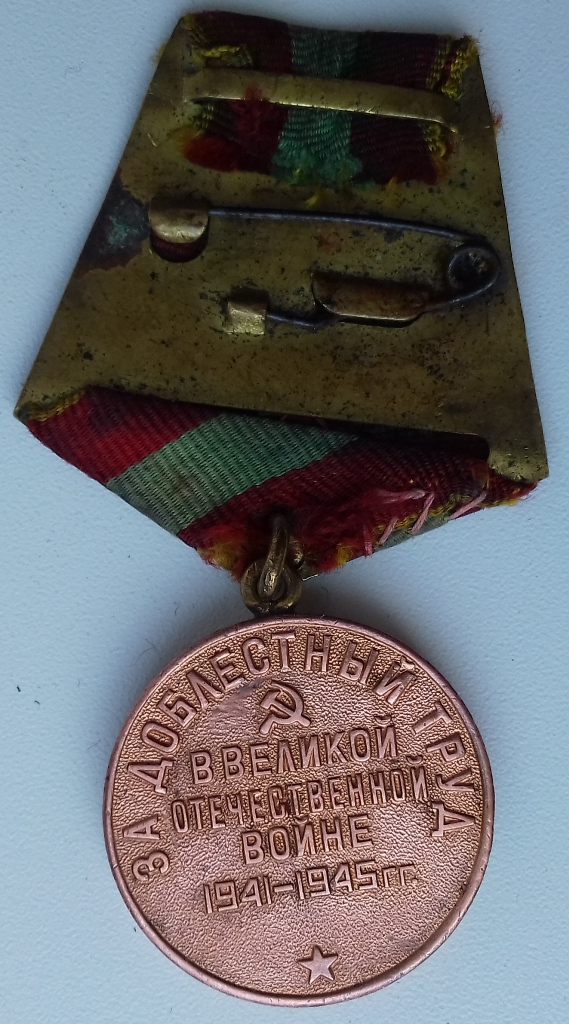 ЗА ДОБЛЕСТНЫЙ ТРУД
В ВЕЛИКОЙ
ОТЕЧЕСТВЕННОЙ
ВОЙНЕ
1941-1945 гг.